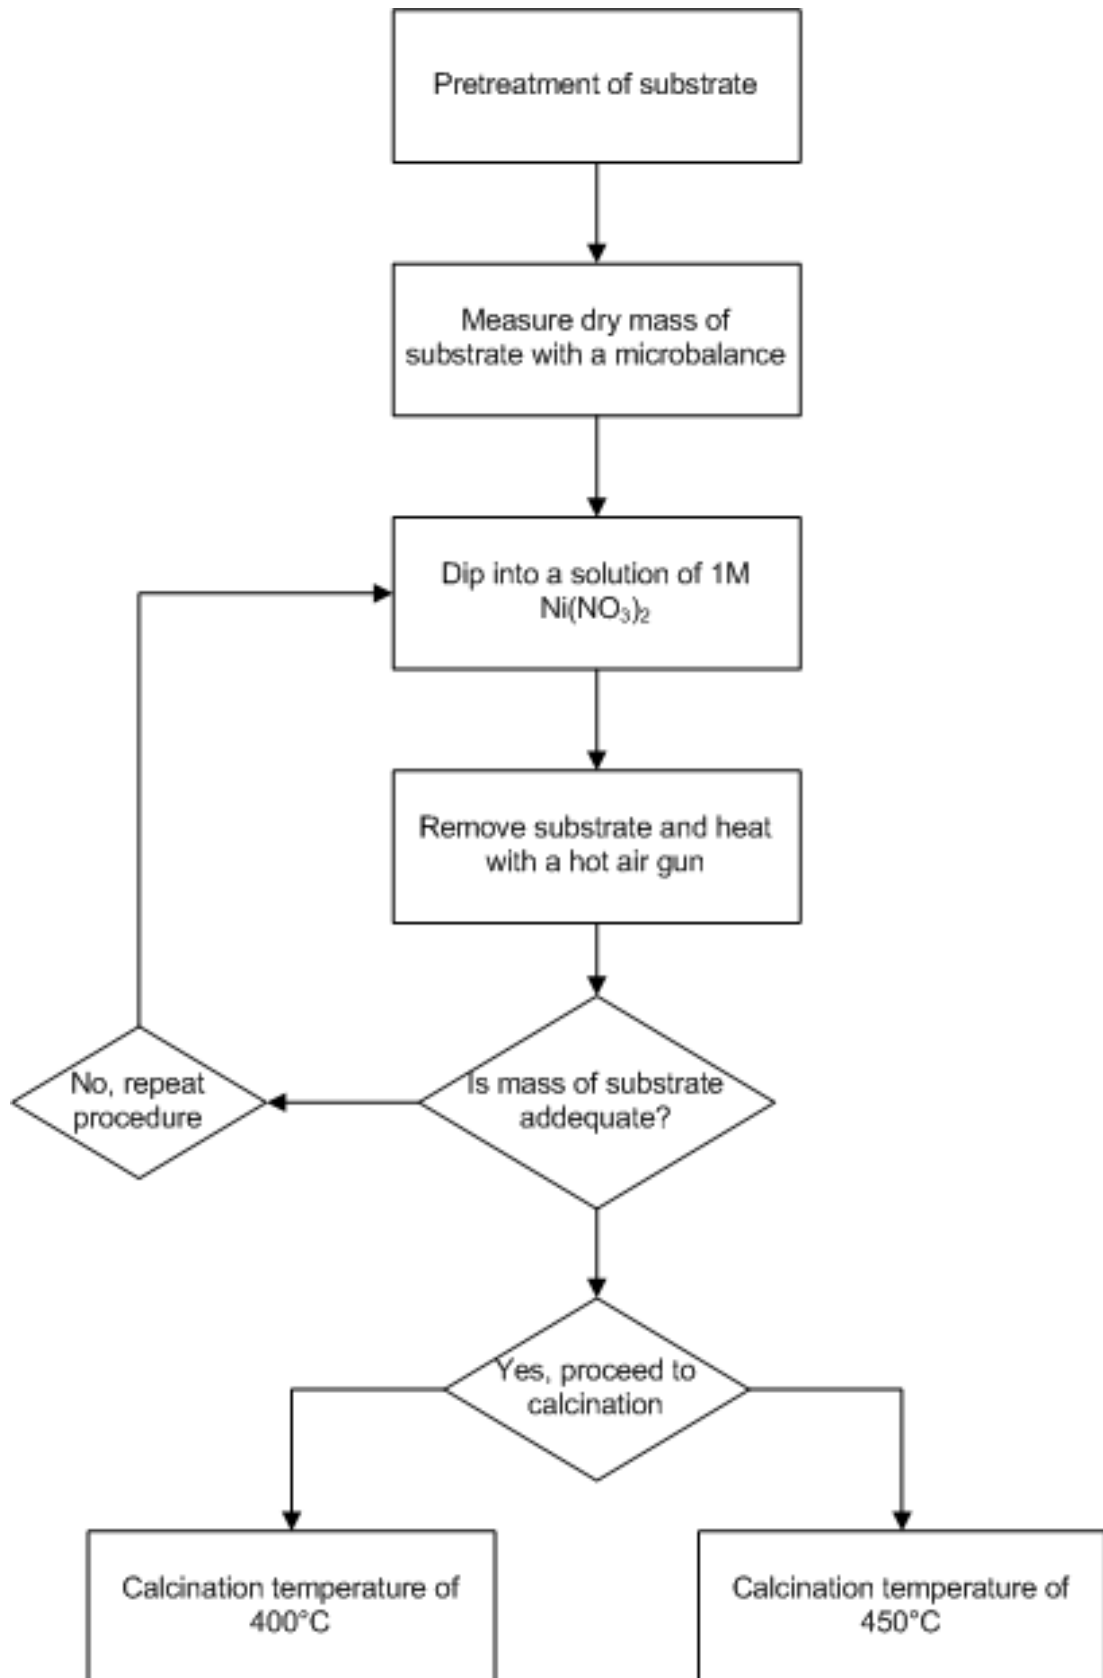 Pretreatment of substrate
Measure dry mass of
substrate with a microbalance
Dip into a solution of 1M
Ni(NO₃)₂
Remove substrate and heat
with a hot air gun
Is mass of substrate
addequate?
No, repeat
procedure
Yes, proceed to
calcination
Calcination temperature of
400°C
Calcination temperature of
450°C